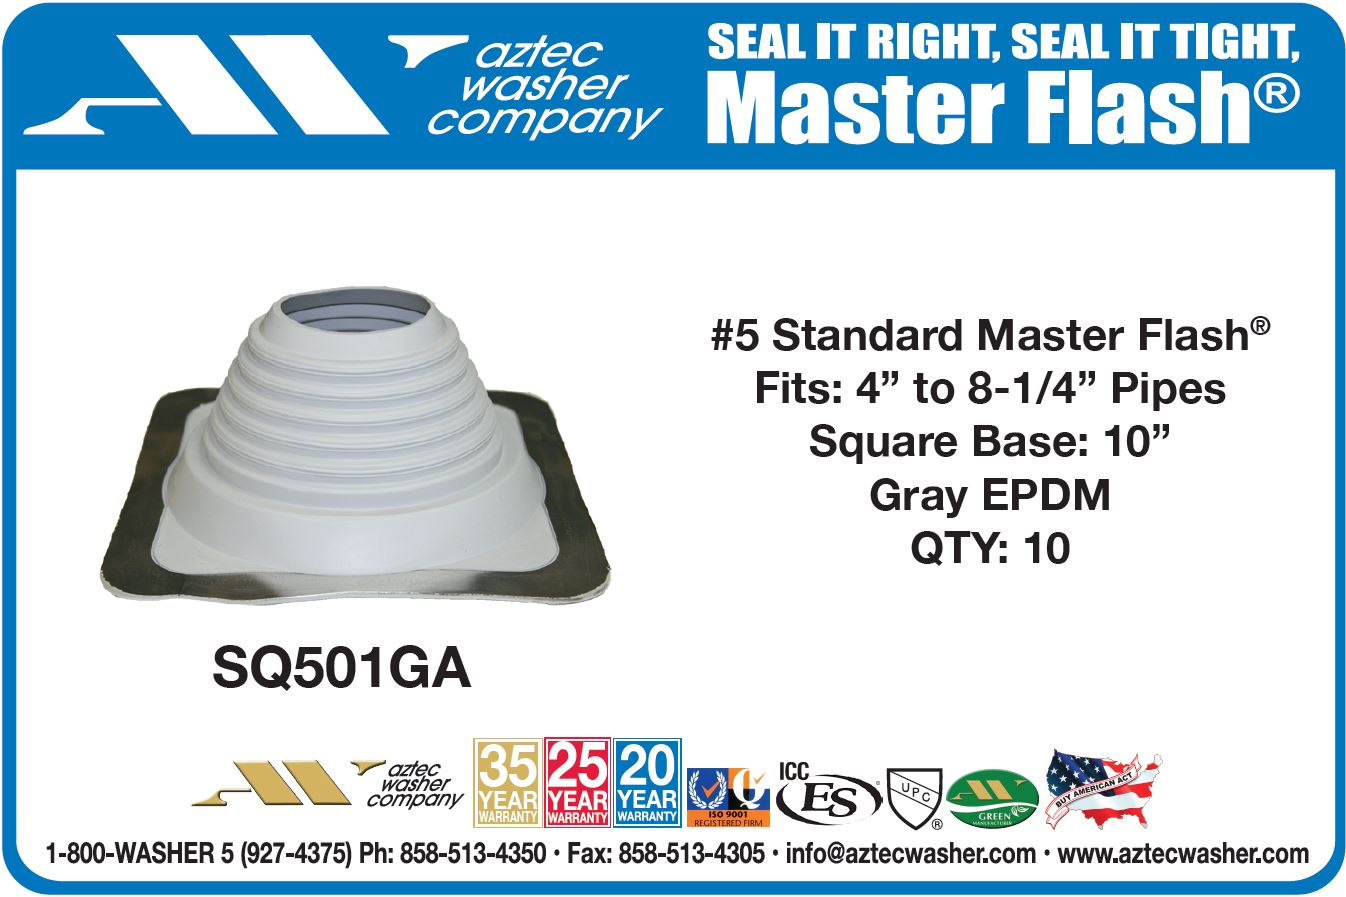 aztec
washer
company
SEAL IT RIGHT, SEAL IT TIGHT,
Master Flash®
#5 Standard Master Flash®
Fits: 4” to 8-1/4” Pipes
Square Base: 10”
Gray EPDM
QTY: 10
SQ501GA
aztec
washer
company
35
YEAR
WARRANTY
25
YEAR
WARRANTY
20
YEAR
WARRANTY
Q
ISO 9001
REGISTERED FIRM
ICC
ES
®
UPC
®
GREEN
MANUFACTURER
BUY AMERICAN ACT
1-800-WASHER 5 (927-4375) Ph: 858-513-4350 · Fax: 858-513-4305 · info@aztecwasher.com · www.aztecwasher.com